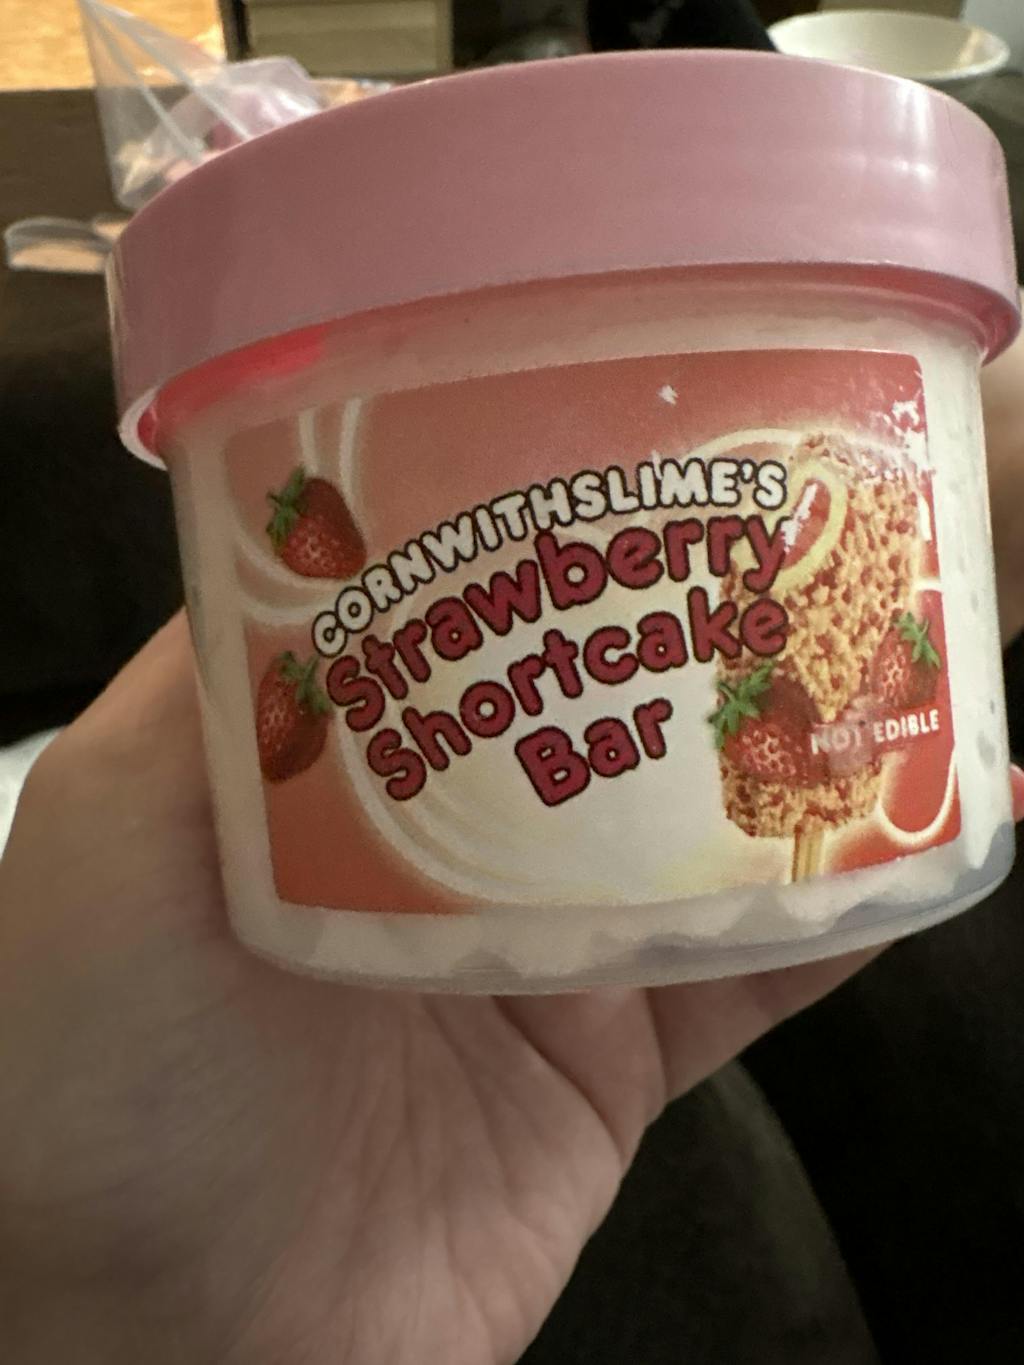 CORNWITHSLIME'S
Strawberry
Shortcake
Bar
NOT EDIBLE